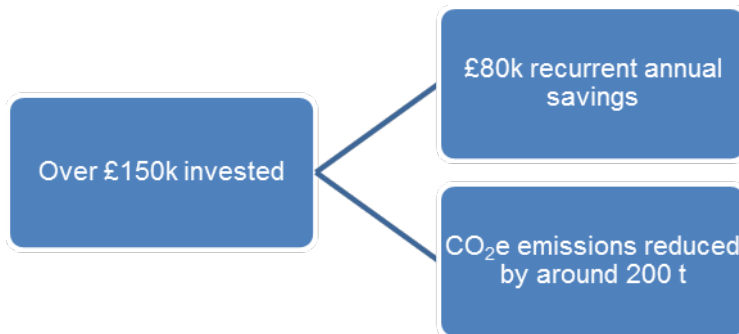 Over £150k invested
£80k recurrent annual
savings
CO₂e emissions reduced
by around 200 t